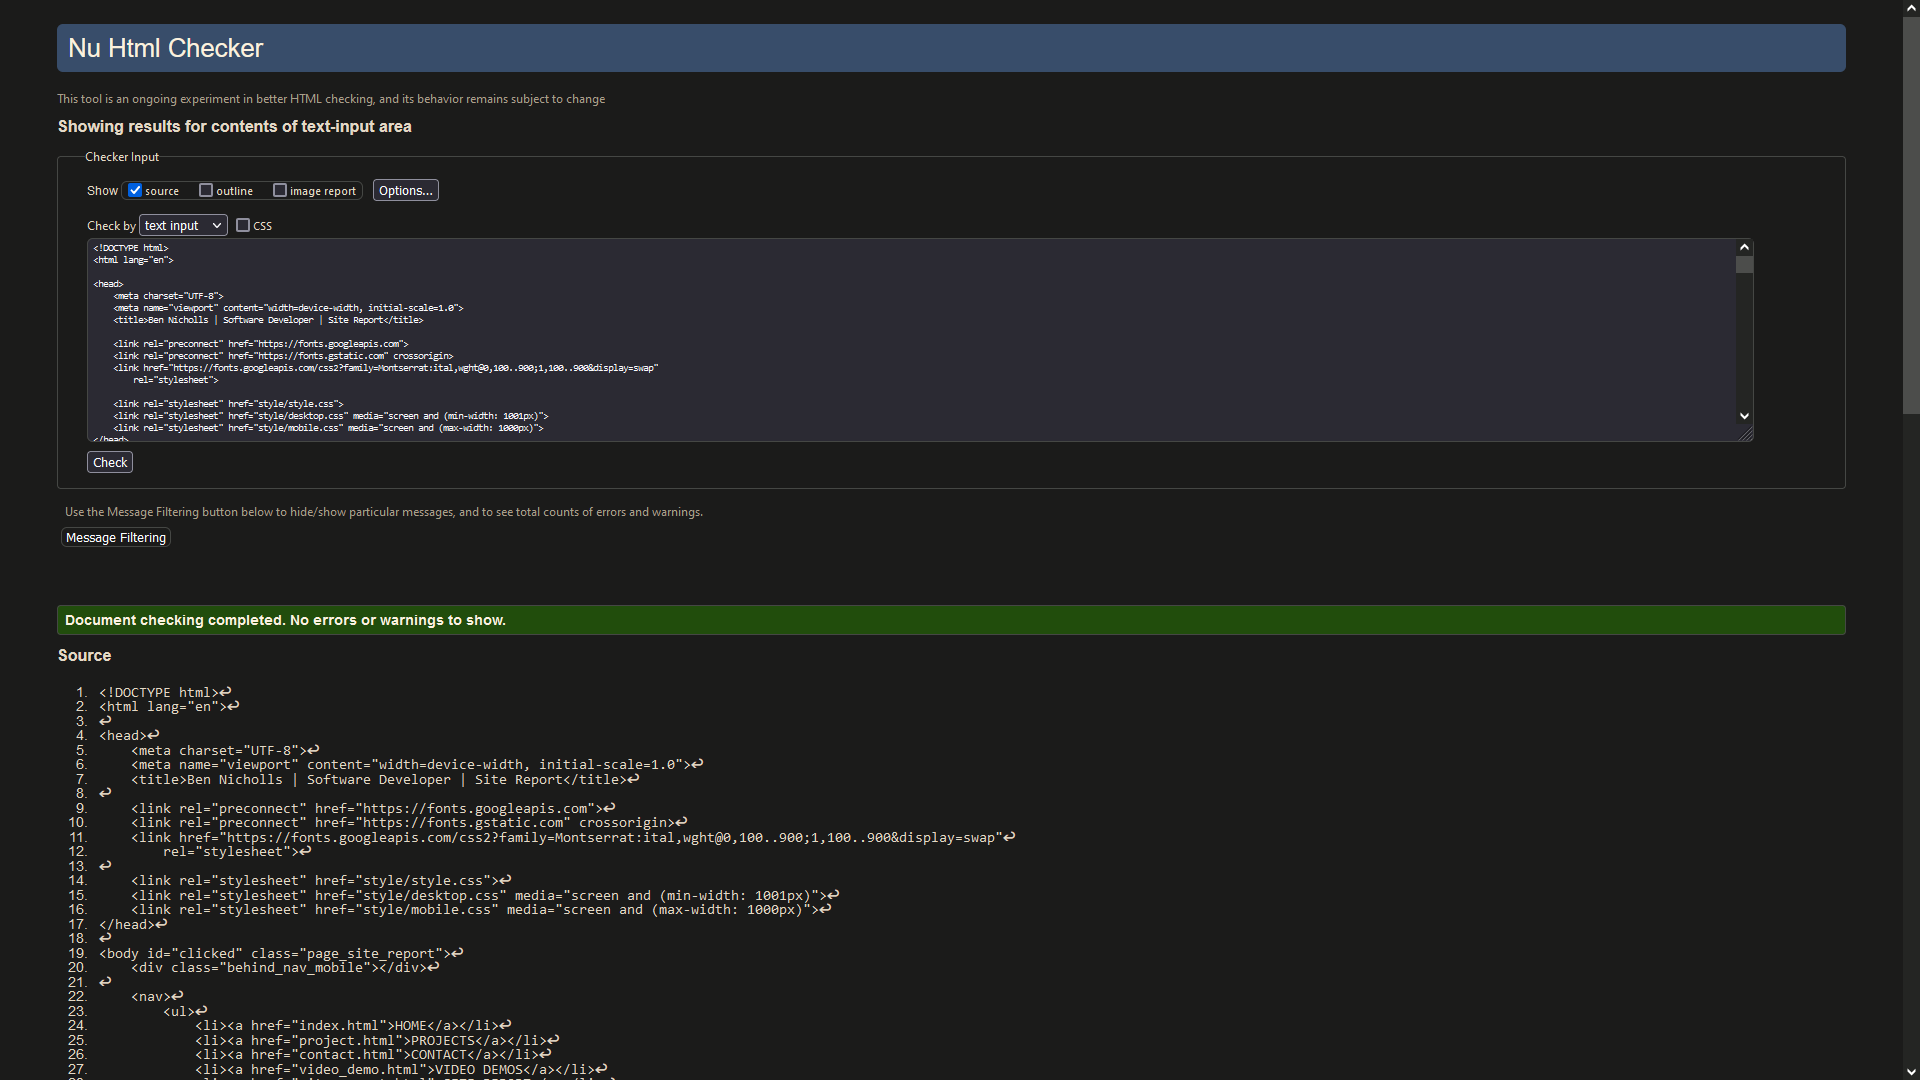 Nu Html Checker
This tool is an ongoing experiment in better HTML checking, and its behavior remains subject to change
Showing results for contents of text-input area
Checker Input
Show source outline image report Options...
Check by text input CSS
<!DOCTYPE html>
<html lang="en">
<head>
<meta charset="UTF-8">
<meta name="viewport" content="width=device-width, initial-scale=1.0">
<title>Ben Nicholls | Software Developer | Site Report</title>
<link rel="preconnect" href="https://fonts.googleapis.com">
<link rel="preconnect" href="https://fonts.gstatic.com" crossorigin>
<link href="https://fonts.googleapis.com/css2?family=Montserrat:ital,wght@0,100..900;1,100..900&display=swap"
rel="stylesheet">
<link rel="stylesheet" href="style/style.css">
<link rel="stylesheet" href="style/desktop.css" media="screen and (min-width: 1001px)">
<link rel="stylesheet" href="style/mobile.css" media="screen and (max-width: 1000px)">
</head>
Check
Use the Message Filtering button below to hide/show particular messages, and to see total counts of errors and warnings.
Message Filtering
Document checking completed. No errors or warnings to show.
Source
1. <!DOCTYPE html>↩
2. <html lang="en">↩
3. ↩
4. <head>↩
5. <meta charset="UTF-8">↩
6. <meta name="viewport" content="width=device-width, initial-scale=1.0">↩
7. <title>Ben Nicholls | Software Developer | Site Report</title>↩
8. ↩
9. <link rel="preconnect" href="https://fonts.googleapis.com">↩
10. <link rel="preconnect" href="https://fonts.gstatic.com" crossorigin>↩
11. <link href="https://fonts.googleapis.com/css2?family=Montserrat:ital,wght@0,100..900;1,100..900&display=swap"↩
12. rel="stylesheet">↩
13. ↩
14. <link rel="stylesheet" href="style/style.css">↩
15. <link rel="stylesheet" href="style/desktop.css" media="screen and (min-width: 1001px)">↩
16. <link rel="stylesheet" href="style/mobile.css" media="screen and (max-width: 1000px)">↩
17. </head>↩
18. ↩
19. <body id="clicked" class="page_site_report">↩
20. <div class="behind_nav_mobile"></div>↩
21. ↩
22. <nav>↩
23. <ul>↩
24. <li><a href="index.html">HOME</a></li>↩
25. <li><a href="project.html">PROJECTS</a></li>↩
26. <li><a href="contact.html">CONTACT</a></li>↩
27. <li><a href="video_demo.html">VIDEO DEMOS</a></li>↩